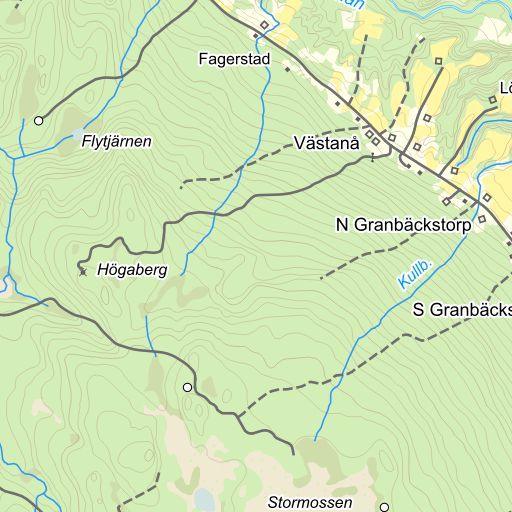 Fagerstad
Flytjärnen
Västanå
N Granbäckstorp
Högaberg
Kullb.
S Granbäcks
Stormossen